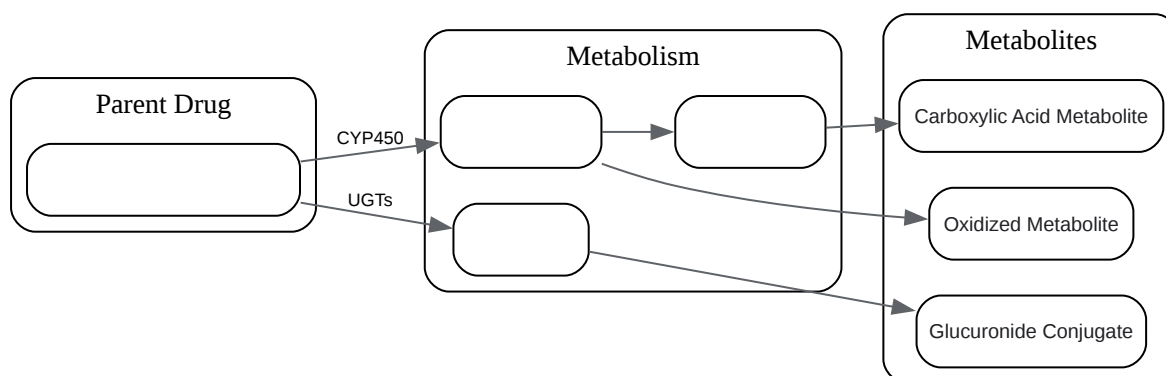 Parent Drug
CYP450
UGTs
Metabolism
Metabolites
Carboxylic Acid Metabolite
Oxidized Metabolite
Glucuronide Conjugate